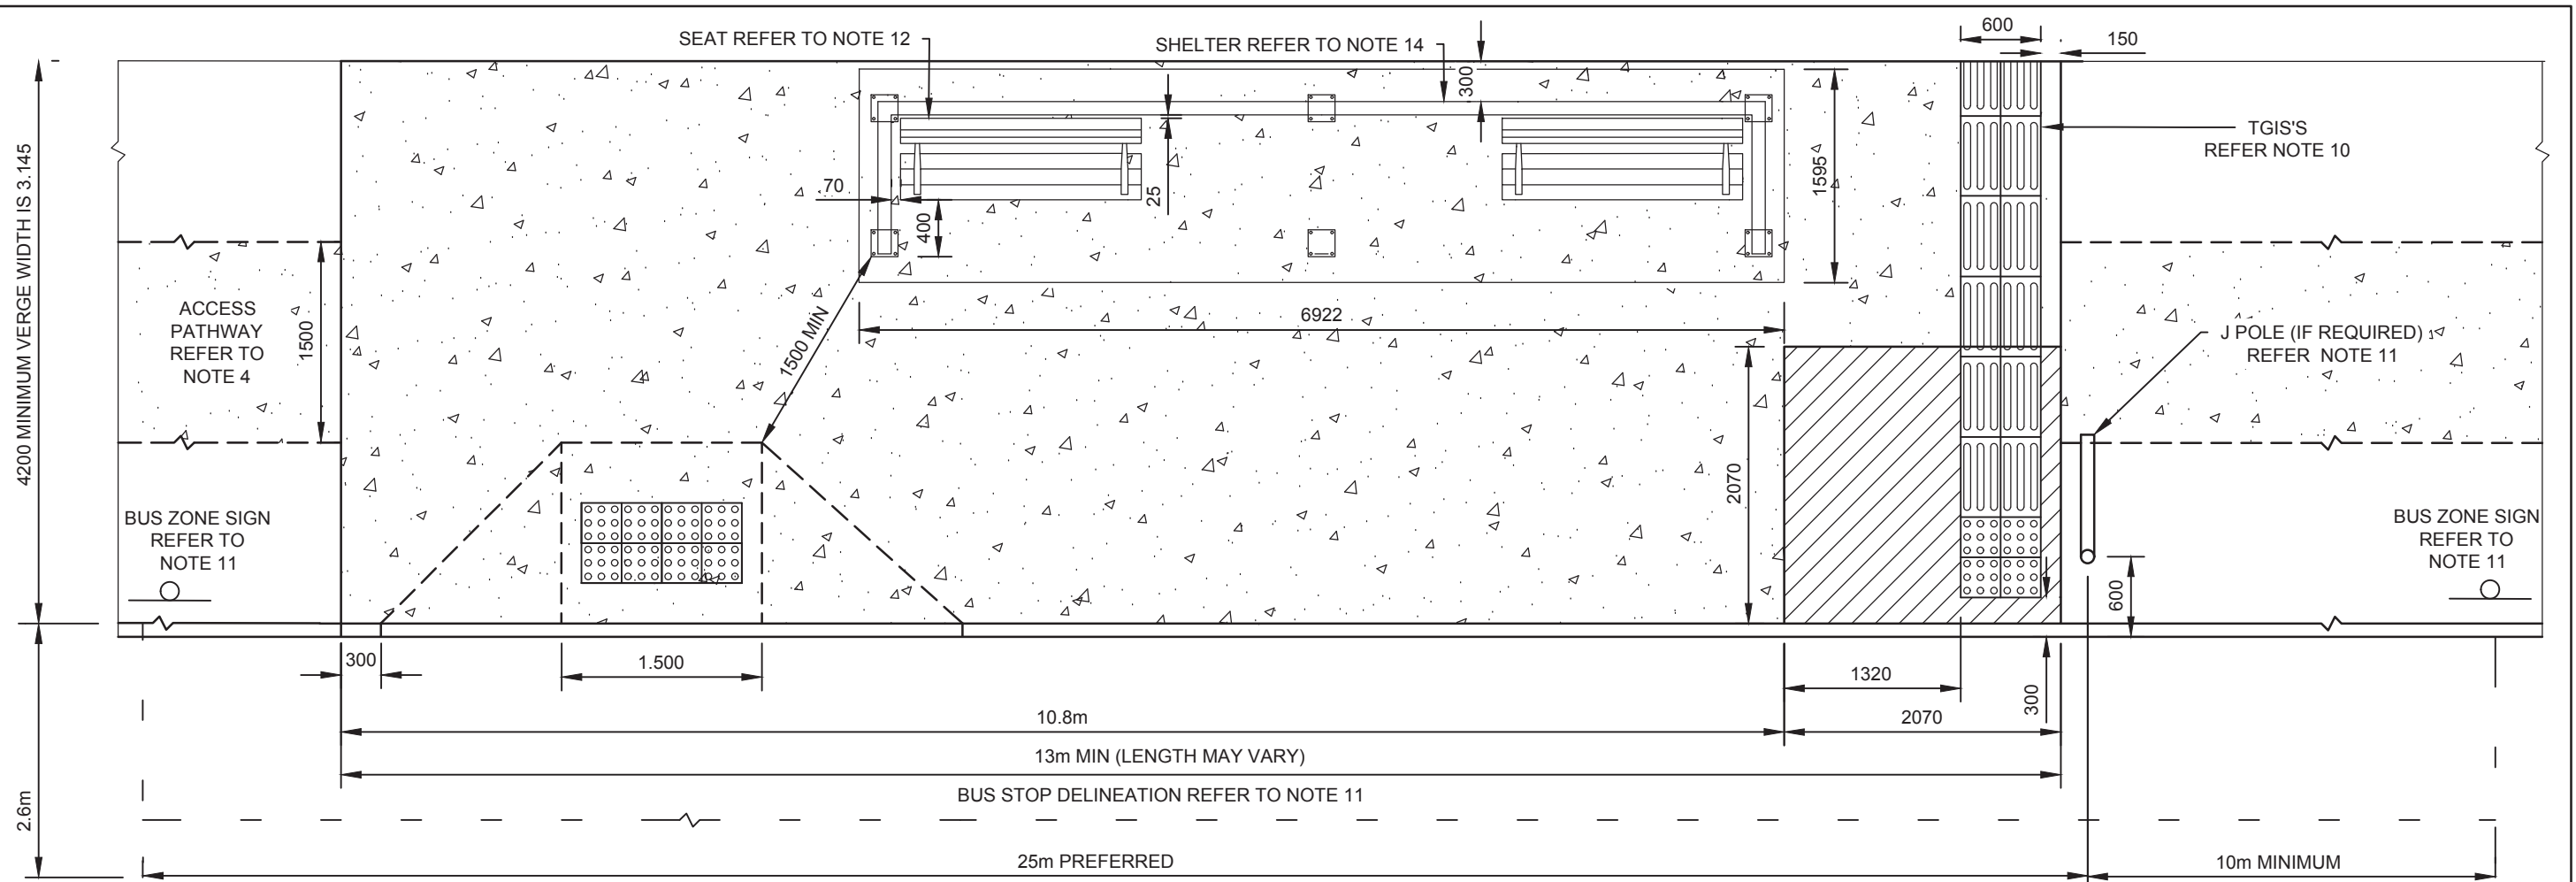 SEAT REFER TO NOTE 12
SHELTER REFER TO NOTE 14
600
150
300
TGIS'S
REFER NOTE 10
4200 MINIMUM VERGE WIDTH IS 3.145
70
25
400
1595
ACCESS
PATHWAY
REFER TO
NOTE 4
1500
1500 MIN
6922
J POLE (IF REQUIRED)
REFER NOTE 11
2070
BUS ZONE SIGN
REFER TO
NOTE 11
BUS ZONE SIGN
REFER TO
NOTE 11
600
300
1.500
1320
300
10.8m
2070
13m MIN (LENGTH MAY VARY)
BUS STOP DELINEATION REFER TO NOTE 11
2.6m
25m PREFERRED
10m MINIMUM